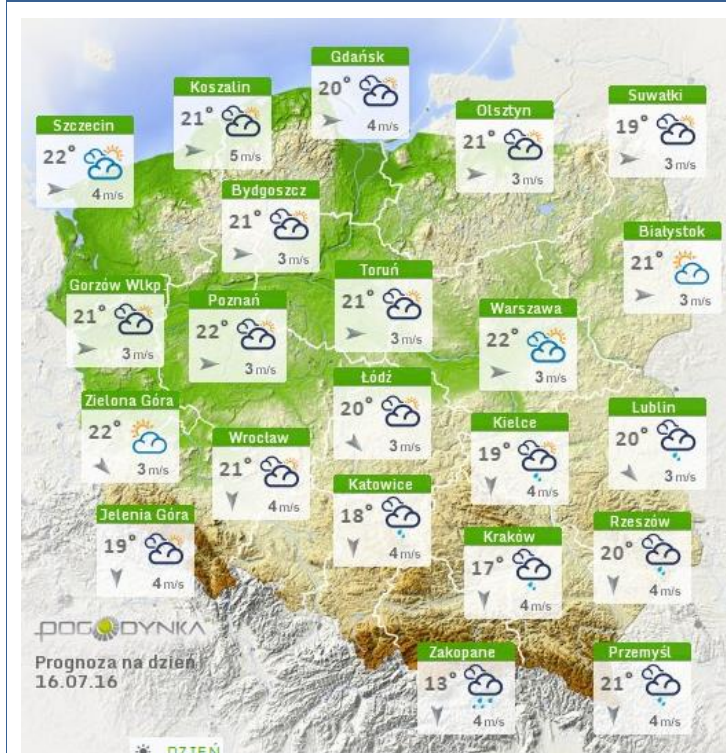 Gdańsk
20°
4 m/s
Koszalin
21°
5 m/s
Suwałki
19°
3 m/s
Olsztyn
21°
3 m/s
Szczecin
22°
4 m/s
Bydgoszcz
21°
3 m/s
Białystok
21°
3 m/s
Toruń
21°
3 m/s
Gorzów Wlkp.
21°
3 m/s
Poznań
22°
3 m/s
Warszawa
22°
3 m/s
Łódź
20°
3 m/s
Zielona Góra
22°
3 m/s
Lublin
20°
3 m/s
Kielce
19°
4 m/s
Wrocław
21°
4 m/s
Katowice
18°
4 m/s
Jelenia Góra
19°
4 m/s
Rzeszów
20°
4 m/s
Kraków
17°
4 m/s
POGODYNKA
Prognoza na dzień
16.07.16
Zakopane
13°
4 m/s
Przemyśl
21°
4 m/s
DZIEŃ